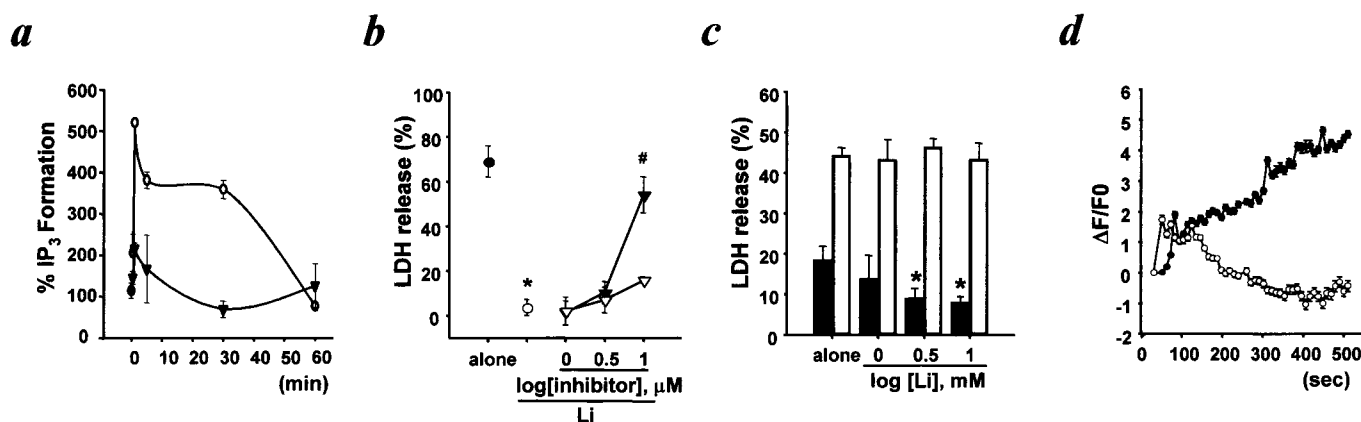 a
% IP3 Formation
600
500
400
300
200
100
0
0 10 20 30 40 50 60
(min)
b
LDH release (%)
100
80
60
40
20
0
*
#
alone
0 0.5 1
log[inhibitor], μM
Li
c
LDH release (%)
60
50
40
30
20
10
0
* *
alone 0 0.5 1
log [Li], mM
d
ΔF/F0
6
5
4
3
2
1
0
-1
-2
0 100 200 300 400 500
(sec)